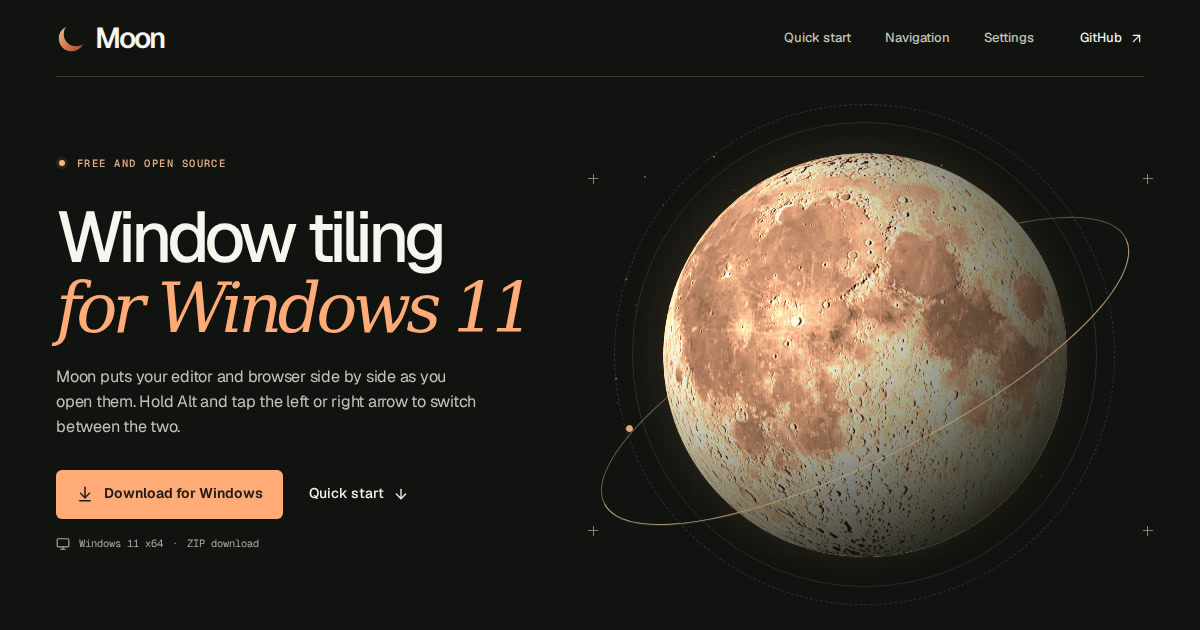 Moon
Quick start
Navigation
Settings
GitHub
FREE AND OPEN SOURCE
Window tiling
for Windows 11
Moon puts your editor and browser side by side as you
open them. Hold Alt and tap the left or right arrow to switch
between the two.
Download for Windows
Quick start
Windows 11 x64 · ZIP download